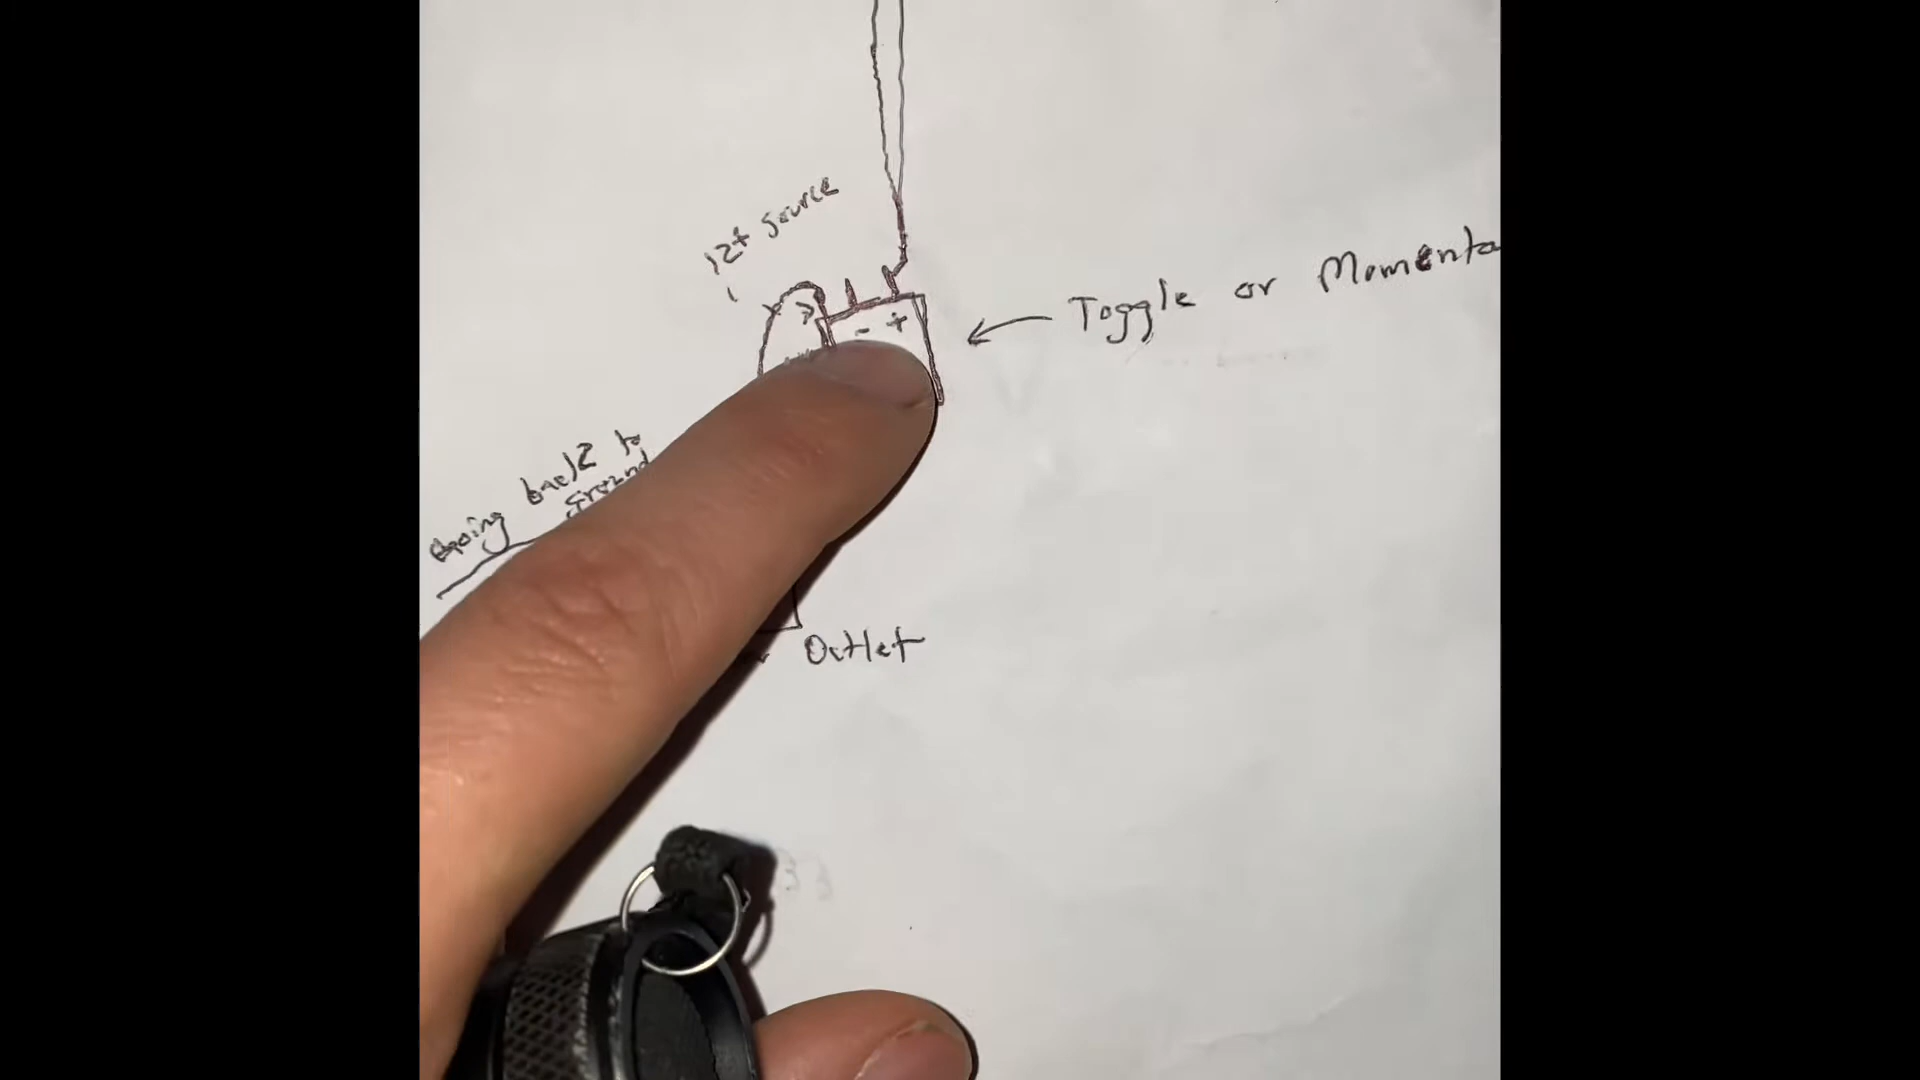 12+ Source
- +
Toggle or Momenta
Going back to
ground
Outlet